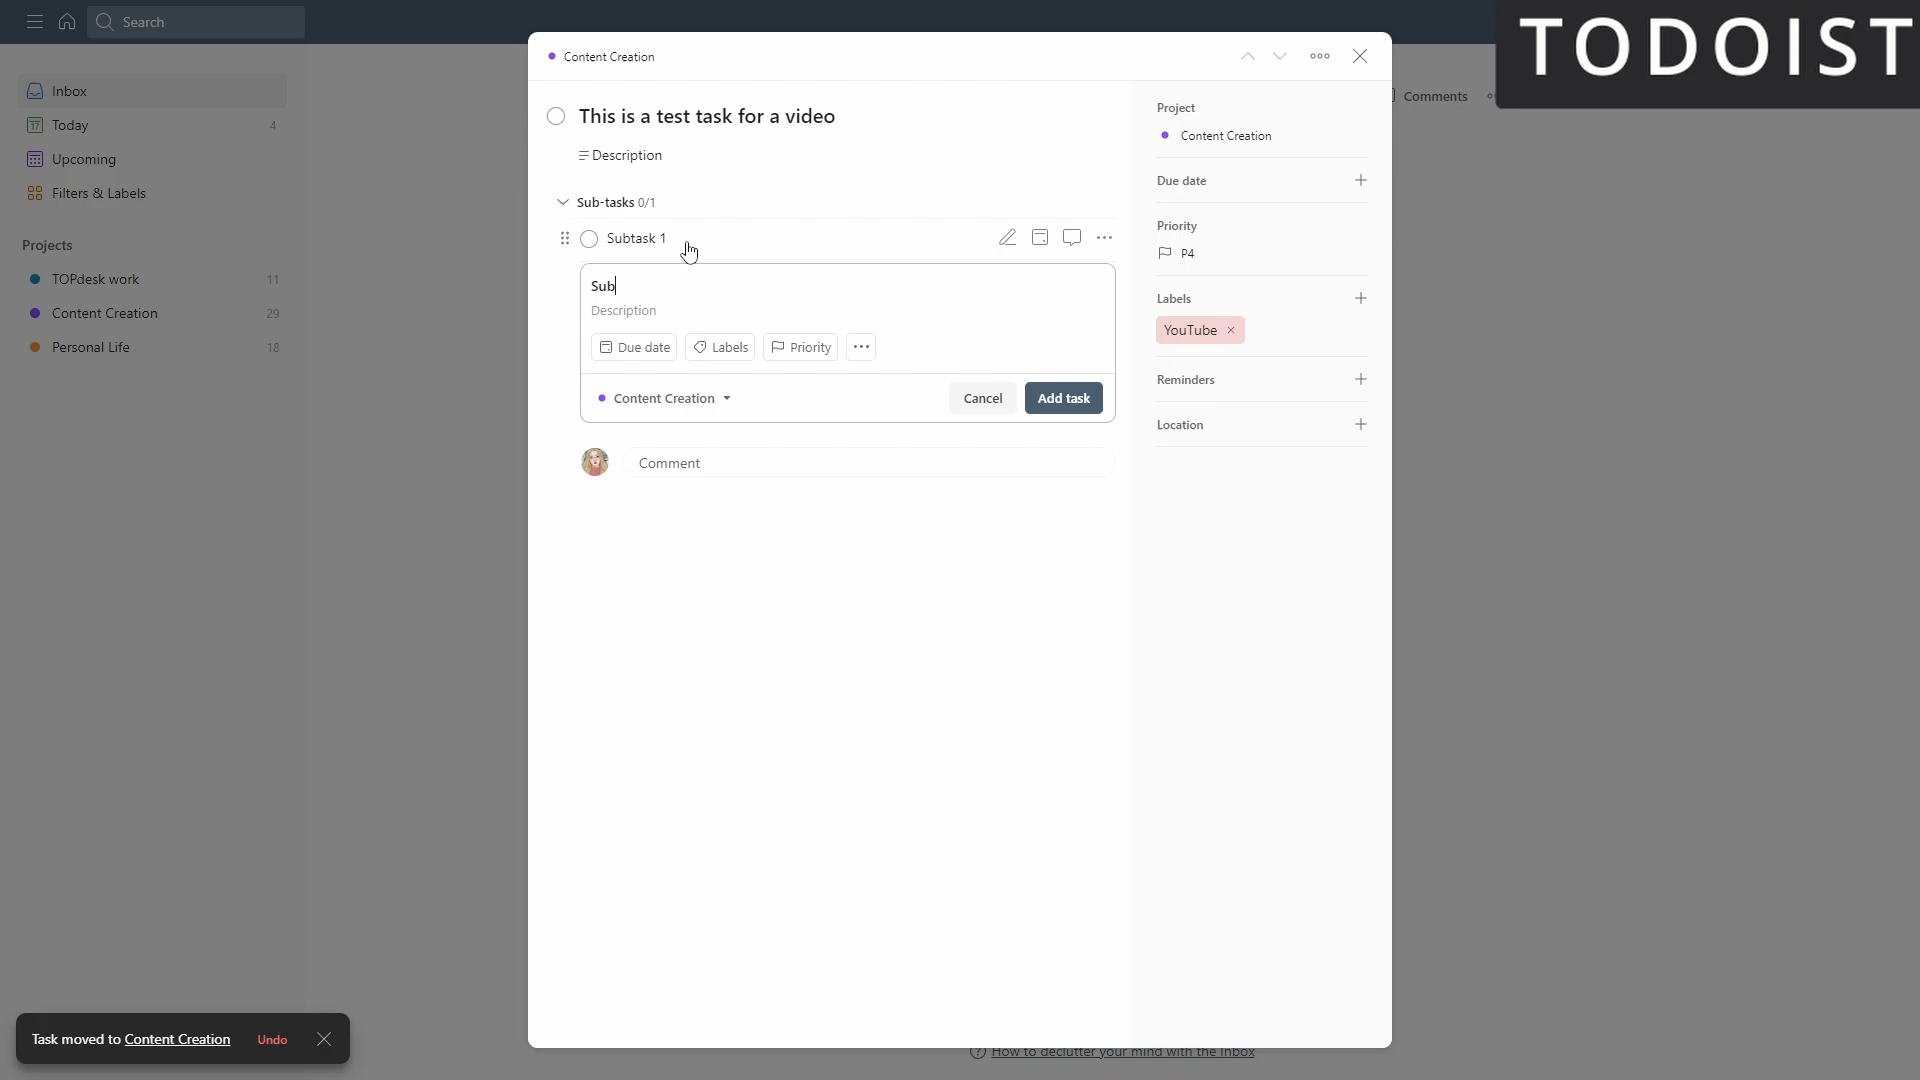 Search
TODOIST
Content Creation
Inbox
Today 4
Upcoming
Filters & Labels
Projects
TOPdesk work 11
Content Creation 29
Personal Life 18
This is a test task for a video
Description
Sub-tasks 0/1
Subtask 1
Sub
Description
Due date Labels Priority
Content Creation Cancel Add task
Comment
Project
Content Creation
Due date
Priority
P4
Labels
YouTube
Reminders
Location
Comments
Task moved to Content Creation Undo
How to declutter your mind with the Inbox
17